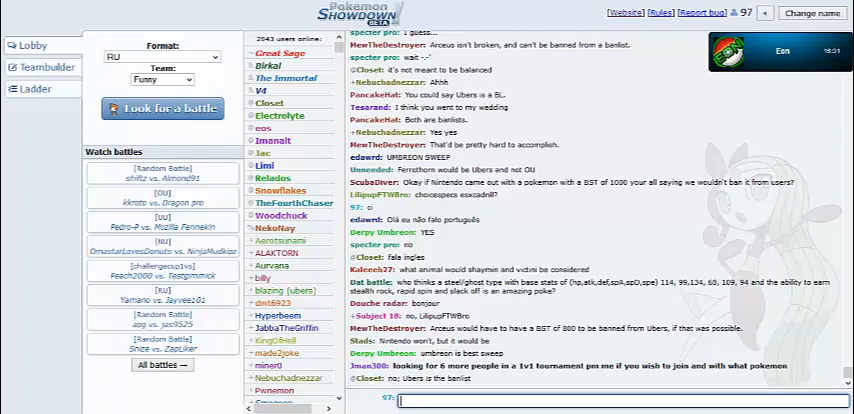 Pokemon
SHOWDOWN!
BETA
[Website] [Rules] [Report bug] 97 Change name
Lobby
Teambuilder
Ladder
Format:
RU
Team:
Funny
Look for a battle
Watch battles
[Random Battle]
shiftz vs. Almond91
[OU]
kkroto vs. Dragon pro
[UU]
Pedro-P vs. Mozilla Fennekin
[NU]
OmastarLovesDonuts vs. NinjaMudkipz
[challengecup1vs]
Peach2000 vs. Testgimmick
[RU]
Yamano vs. Jayvee101
[Random Battle]
apg vs. jas9525
[Random Battle]
Snize vs. ZapLiker
All battles →
2043 users online:
&Great Sage
Birkal
The Immortal
V4
@Closet
@Electrolyte
@eos
@Imanalt
@Jac
@Limi
@Relados
@Snowflakes
@TheFourthChaser
@Woodchuck
%NekoNay
+Aerotsunami
+ALAKTORN
+Aurvana
+billy
+blazing (ubers)
+dmt6923
+Hyperbeem
+JabbaTheGriffin
+KingOfHell
+made2joke
+miner0
+Nebuchadnezzar
+Pwnemon
specter pro: I guess...
MewTheDestroyer: Arceus isn't broken, and can't be banned from a banlist.
specter pro: wait -.-'
@Closet: it's not meant to be balanced
+Nebuchadnezzar: Ahhh
PancakeHat: You could say Ubers is a BL.
Tesarand: I think you went to my wedding
PancakeHat: Both are banlists.
+Nebuchadnezzar: Yes yes
MewTheDestroyer: That'd be pretty hard to accomplish.
edawrd: UMBREON SWEEP
Unneeded: Ferrothorn would be Ubers and not OU
ScubaDiver: Okay if Nintendo came out with a pokemon with a BST of 1000 your all saying we wouldn't ban it from users?
LilipupFTWBro: choicespecs esxcadrill?
97: oi
edawrd: Olá eu não falo português
Derpy Umbreon: YES
specter pro: no
@Closet: fala ingles
Kaleeeb27: what animal would shaymin and victini be considered
Dat battle: who thinks a steel/ghost type with base stats of (hp,atk,def,spA,spD,spe) 114, 99,134, 68, 109, 94 and the ability to earn
stealth rock, rapid spin and slack off is an amazing poke?
Douche radar: bonjour
+Subject 18: no, LilipupFTWBro
MewTheDestroyer: Arceus would have to have a BST of 800 to be banned from Ubers, if that was possible.
Stads: Nintendo won't, but it would be
Derpy Umbreon: umbreon is best sweep
Jman300: looking for 6 more people in a 1v1 tournament pm me if you wish to join and with what pokemon
@Closet: no; Ubers is the banlist
97:
EON
Eon
15:31